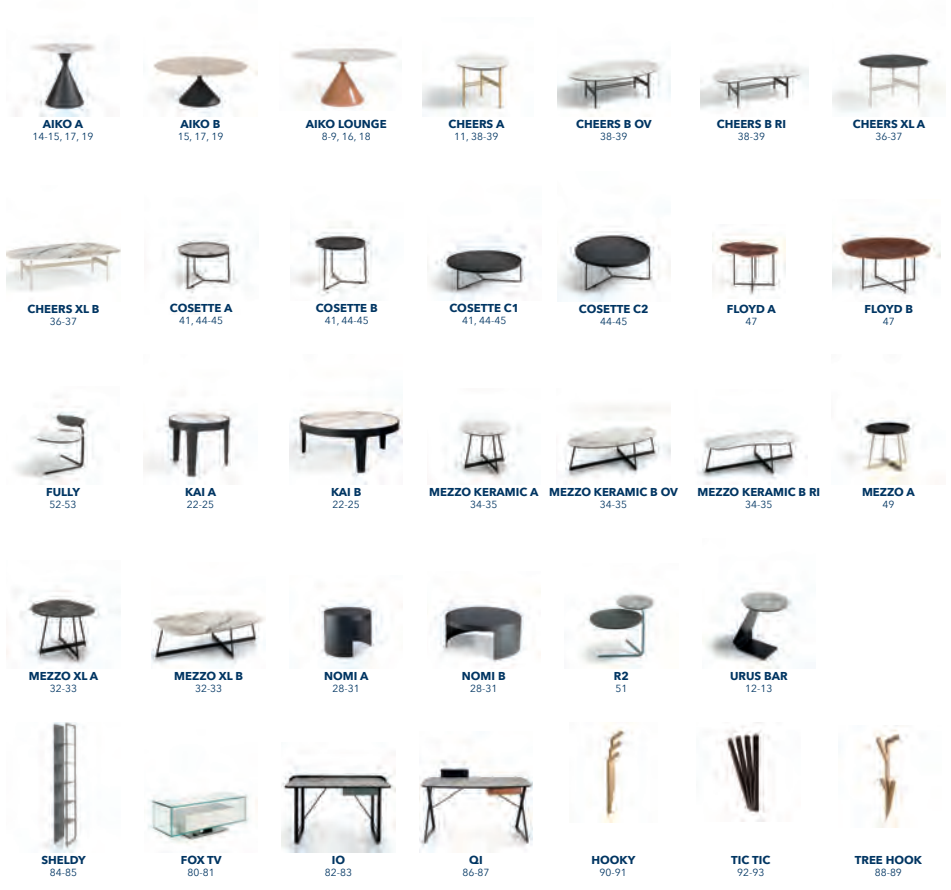 AIKO A
14-15, 17, 19
AIKO B
15, 17, 19
AIKO LOUNGE
8-9, 16, 18
CHEERS A
11, 38-39
CHEERS B OV
38-39
CHEERS B RI
38-39
CHEERS XL A
36-37
CHEERS XL B
36-37
COSETTE A
41, 44-45
COSETTE B
41, 44-45
COSETTE C1
41, 44-45
COSETTE C2
44-45
FLOYD A
47
FLOYD B
47
FULLY
52-53
KAI A
22-25
KAI B
22-25
MEZZO KERAMIC A
34-35
MEZZO KERAMIC B OV
34-35
MEZZO KERAMIC B RI
34-35
MEZZO A
49
MEZZO XL A
32-33
MEZZO XL B
32-33
NOMI A
28-31
NOMI B
28-31
R2
51
URUS BAR
12-13
SHELDY
84-85
FOX TV
80-81
IO
82-83
QI
86-87
HOOKY
90-91
TIC TIC
92-93
TREE HOOK
88-89